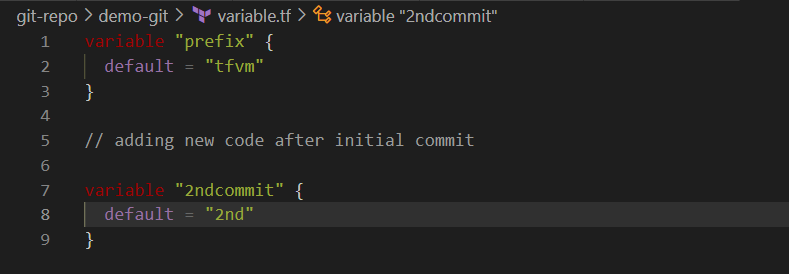 git-repo > demo-git > variable.tf > variable "2ndcommit"
1 variable "prefix" {
2 default = "tfvm"
3 }
4
5 // adding new code after initial commit
6
7 variable "2ndcommit" {
8 default = "2nd"
9 }